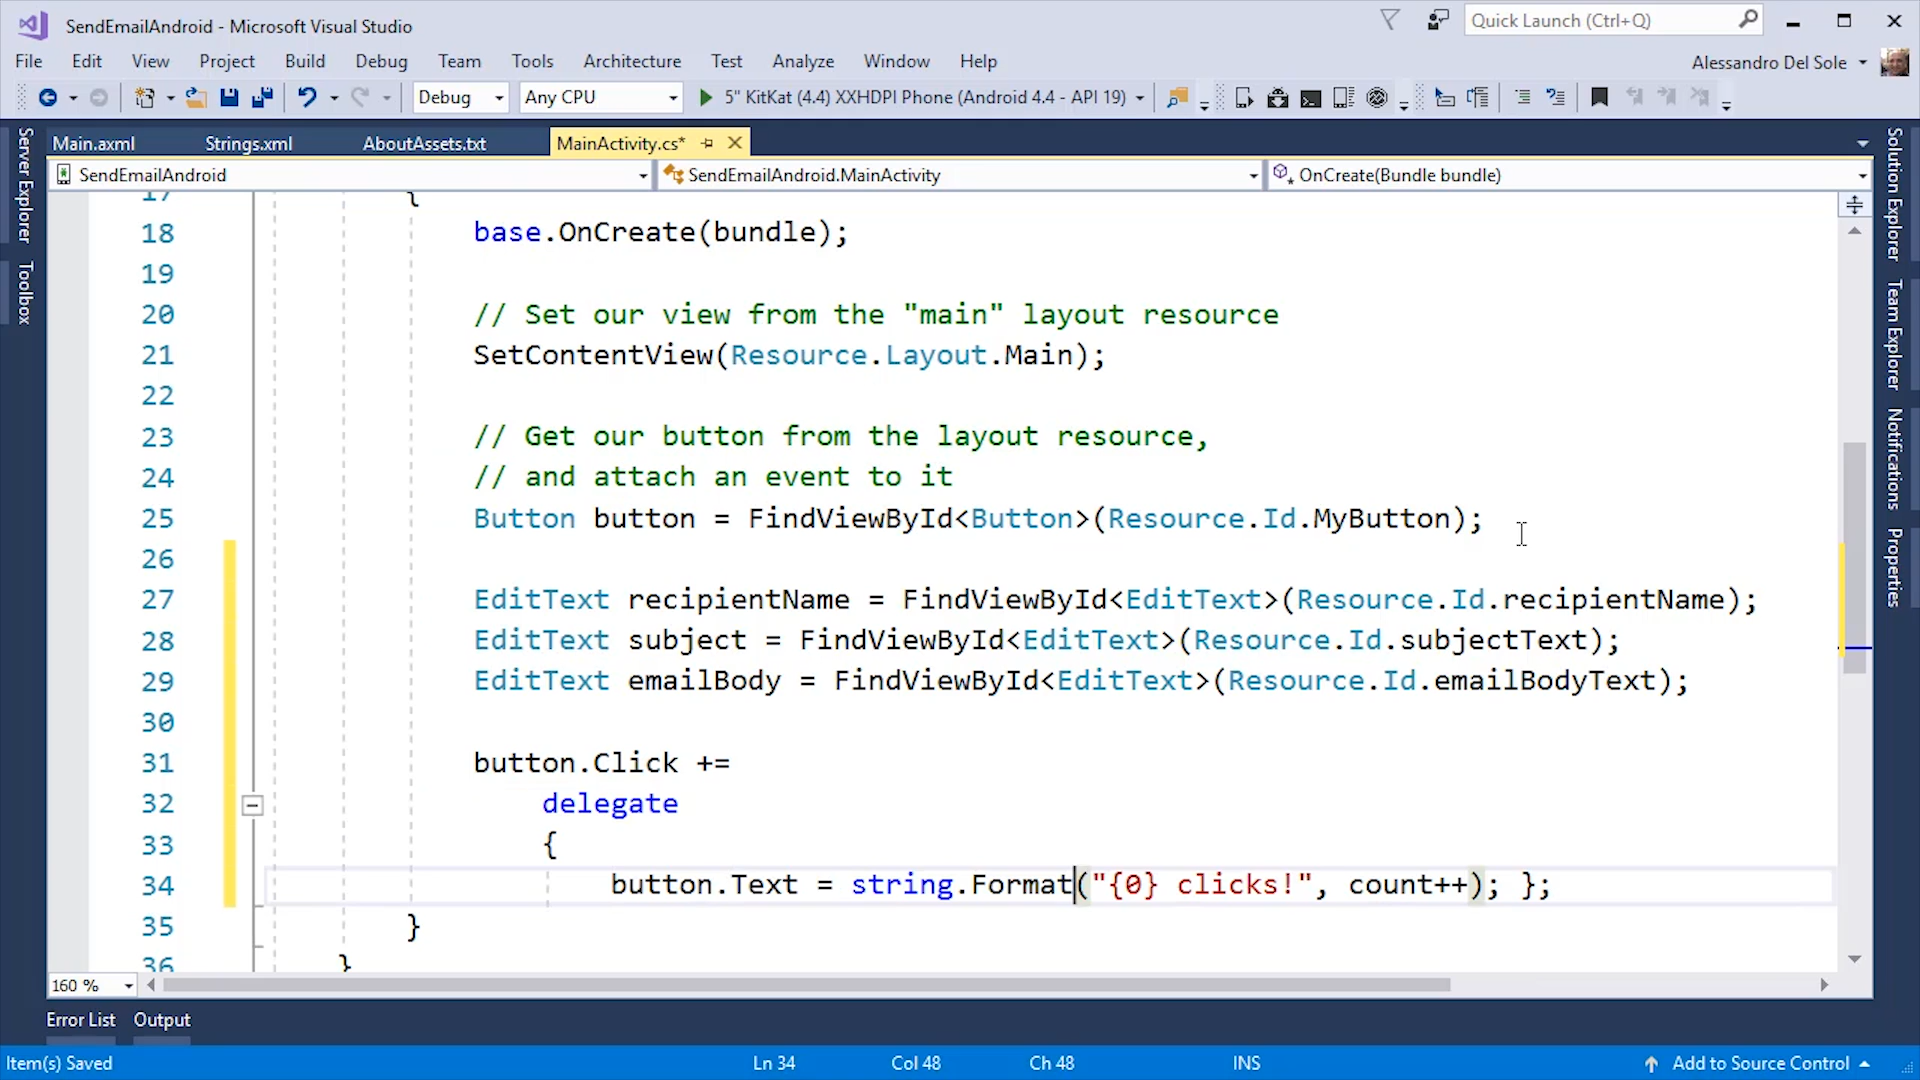 SendEmailAndroid - Microsoft Visual Studio
Quick Launch (Ctrl+Q)
File Edit View Project Build Debug Team Tools Architecture Test Analyze Window Help
Alessandro Del Sole
Debug Any CPU 5" KitKat (4.4) XXHDPI Phone (Android 4.4 - API 19)
Main.axml Strings.xml AboutAssets.txt MainActivity.cs*
SendEmailAndroid SendEmailAndroid.MainActivity OnCreate(Bundle bundle)
Server Explorer
Toolbox
Solution Explorer
Team Explorer
Notifications
Properties
17 {
18 base.OnCreate(bundle);
19
20 // Set our view from the "main" layout resource
21 SetContentView(Resource.Layout.Main);
22
23 // Get our button from the layout resource,
24 // and attach an event to it
25 Button button = FindViewById<Button>(Resource.Id.MyButton);
26
27 EditText recipientName = FindViewById<EditText>(Resource.Id.recipientName);
28 EditText subject = FindViewById<EditText>(Resource.Id.subjectText);
29 EditText emailBody = FindViewById<EditText>(Resource.Id.emailBodyText);
30
31 button.Click +=
32 delegate
33 {
34 button.Text = string.Format("{0} clicks!", count++); };
35 }
36 }
160 %
Error List Output
Item(s) Saved Ln 34 Col 48 Ch 48 INS Add to Source Control